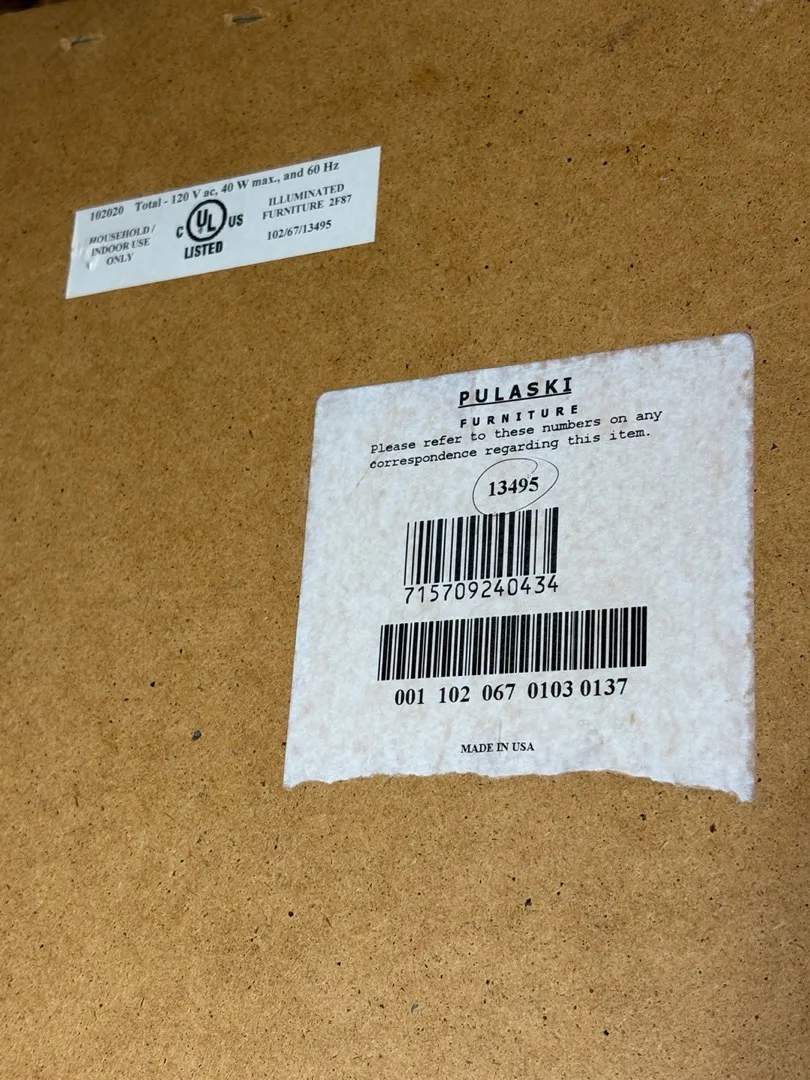 102020 Total - 120 V ac, 40 W max., and 60 Hz
HOUSEHOLD /
INDOOR USE
ONLY
C UL US
LISTED
ILLUMINATED
FURNITURE 2F87
102/67/13495
PULASKI
FURNITURE
Please refer to these numbers on any
correspondence regarding this item.
13495
715709240434
001 102 067 0103 0137
MADE IN USA